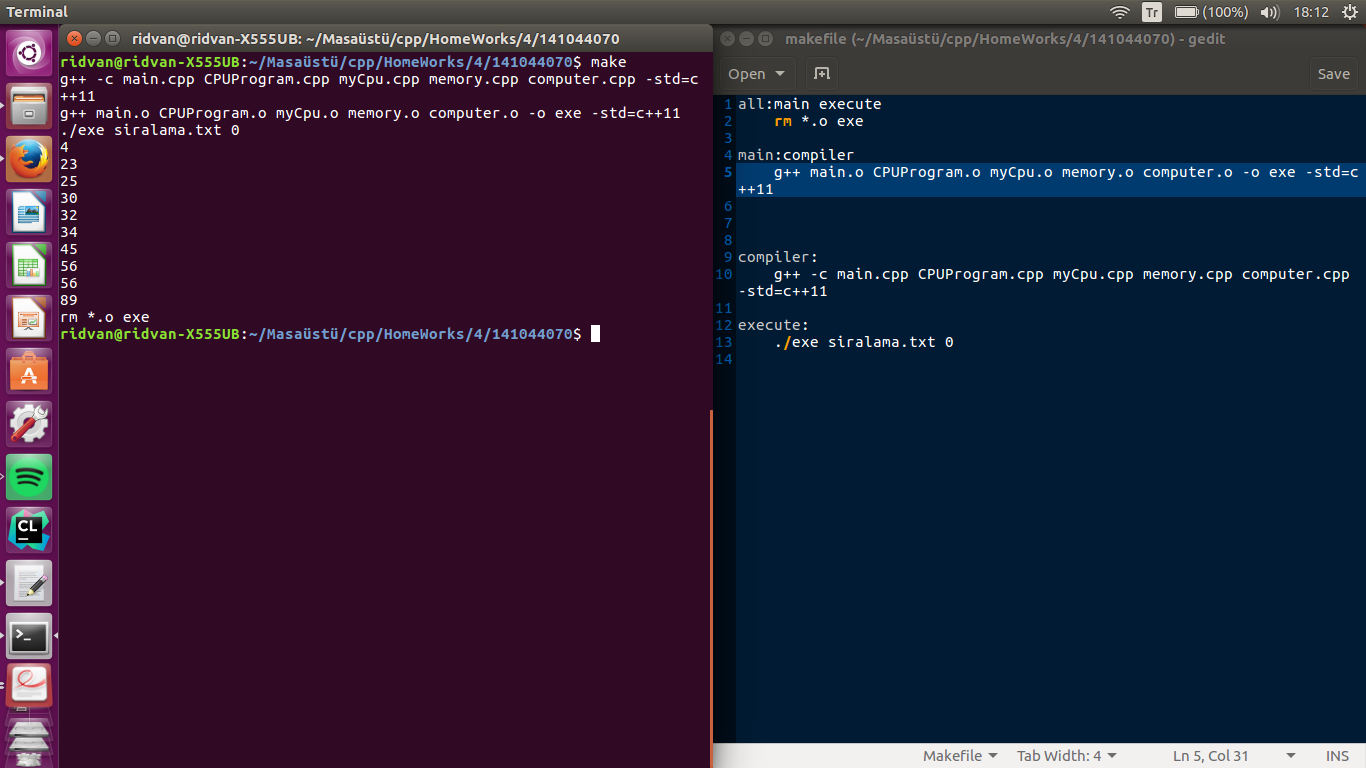 Terminal
Tr (100%) 18:12
ridvan@ridvan-X555UB: ~/Masaüstü/cpp/HomeWorks/4/141044070
ridvan@ridvan-X555UB:~/Masaüstü/cpp/HomeWorks/4/141044070$ make
g++ -c main.cpp CPUProgram.cpp myCpu.cpp memory.cpp computer.cpp -std=c
++11
g++ main.o CPUProgram.o myCpu.o memory.o computer.o -o exe -std=c++11
./exe siralama.txt 0
4
23
25
30
32
34
45
56
56
89
rm *.o exe
ridvan@ridvan-X555UB:~/Masaüstü/cpp/HomeWorks/4/141044070$
makefile (~/Masaüstü/cpp/HomeWorks/4/141044070) - gedit
Open Save
1 all:main execute
2 rm *.o exe
3
4 main:compiler
5 g++ main.o CPUProgram.o myCpu.o memory.o computer.o -o exe -std=c
++11
6
7
8
9 compiler:
10 g++ -c main.cpp CPUProgram.cpp myCpu.cpp memory.cpp computer.cpp
-std=c++11
11
12 execute:
13 ./exe siralama.txt 0
14
Makefile Tab Width: 4 Ln 5, Col 31 INS
A
CL
>_